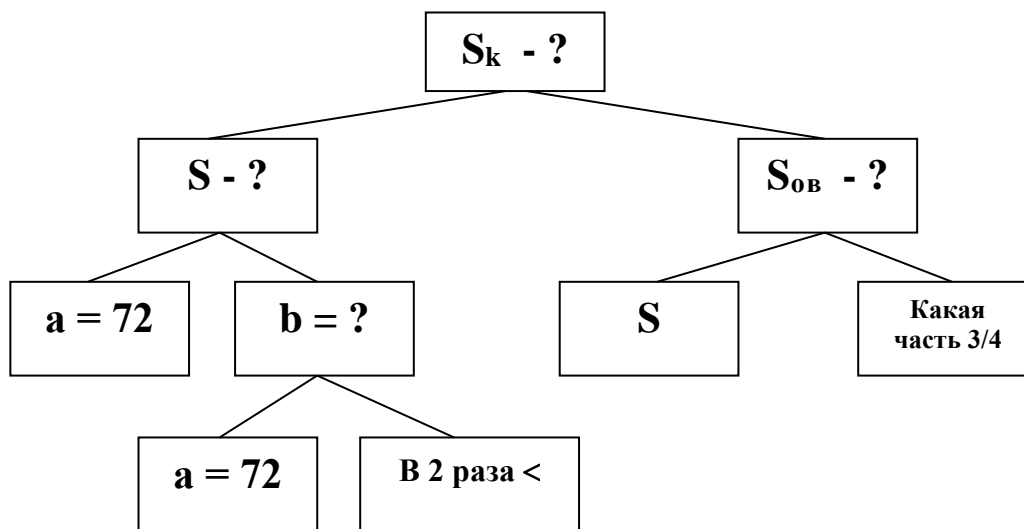 Sk - ?
S - ?
Sов - ?
a = 72
b = ?
S
Какая
часть 3/4
a = 72
В 2 раза <